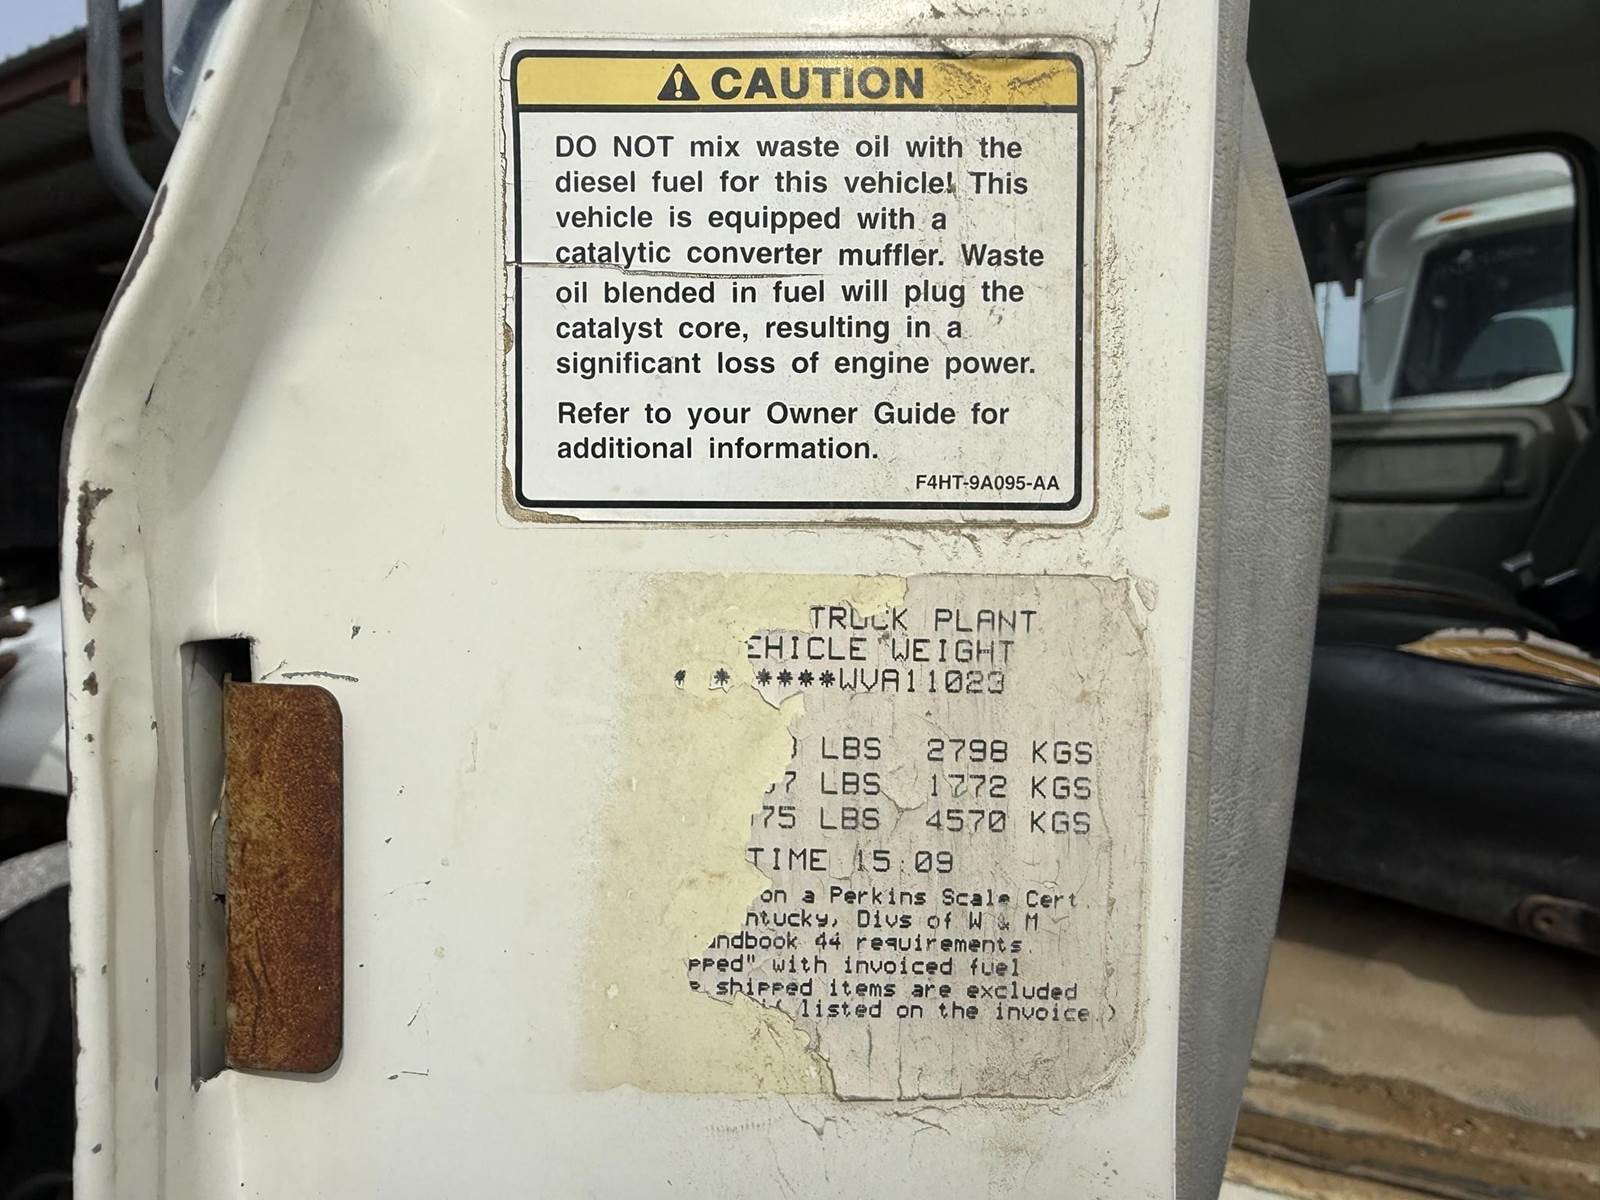 CAUTION
DO NOT mix waste oil with the
diesel fuel for this vehicle! This
vehicle is equipped with a
catalytic converter muffler. Waste
oil blended in fuel will plug the
catalyst core, resulting in a
significant loss of engine power.
Refer to your Owner Guide for
additional information.
F4HT-9A095-AA
TRUCK PLANT
EHICLE WEIGHT
* * ****WVA11023
LBS 2798 KGS
7 LBS 1772 KGS
75 LBS 4570 KGS
TIME 15:09
on a Perkins Scale Cert.
ntucky, Divs of W & M
andbook 44 requirements.
pped" with invoiced fuel
shipped items are excluded
listed on the invoice.)